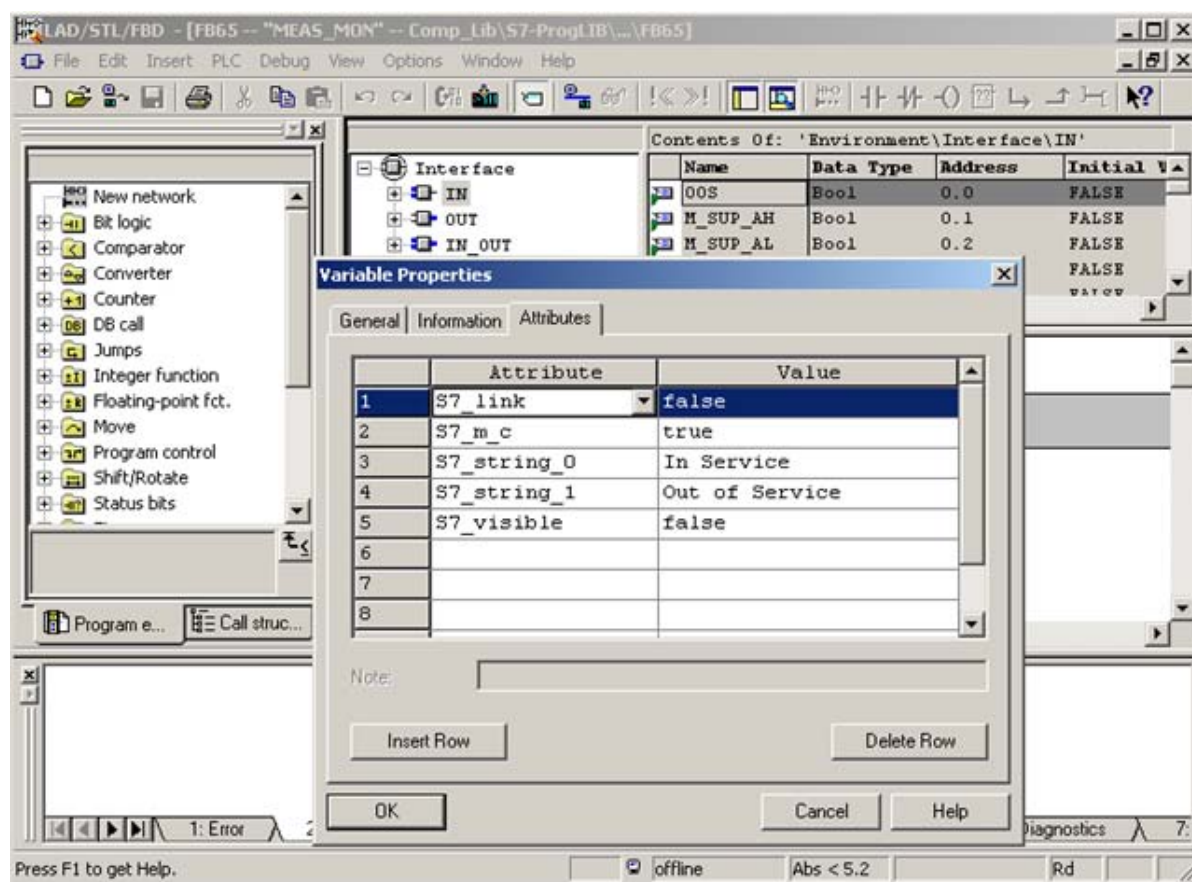 LAD/STL/FBD - [FB65 -- "MEAS_MON" -- Comp_Lib\S7-ProgLIB\...\FB65]
File Edit Insert PLC Debug View Options Window Help
Contents Of: 'Environment\Interface\IN'
Interface
IN
OUT
IN_OUT
Name Data Type Address Initial V
OOS Bool 0.0 FALSE
M_SUP_AH Bool 0.1 FALSE
M_SUP_AL Bool 0.2 FALSE
FALSE
New network
Bit logic
Comparator
Converter
Counter
DB call
Jumps
Integer function
Floating-point fct.
Move
Program control
Shift/Rotate
Status bits
Program e... Call struc...
Variable Properties
General Information Attributes
Attribute Value
1 S7_link false
2 S7_m_c true
3 S7_string_0 In Service
4 S7_string_1 Out of Service
5 S7_visible false
6
7
8
Note:
Insert Row Delete Row
OK Cancel Help
1: Error 2 Diagnostics 7:
Press F1 to get Help. offline Abs < 5.2 Rd